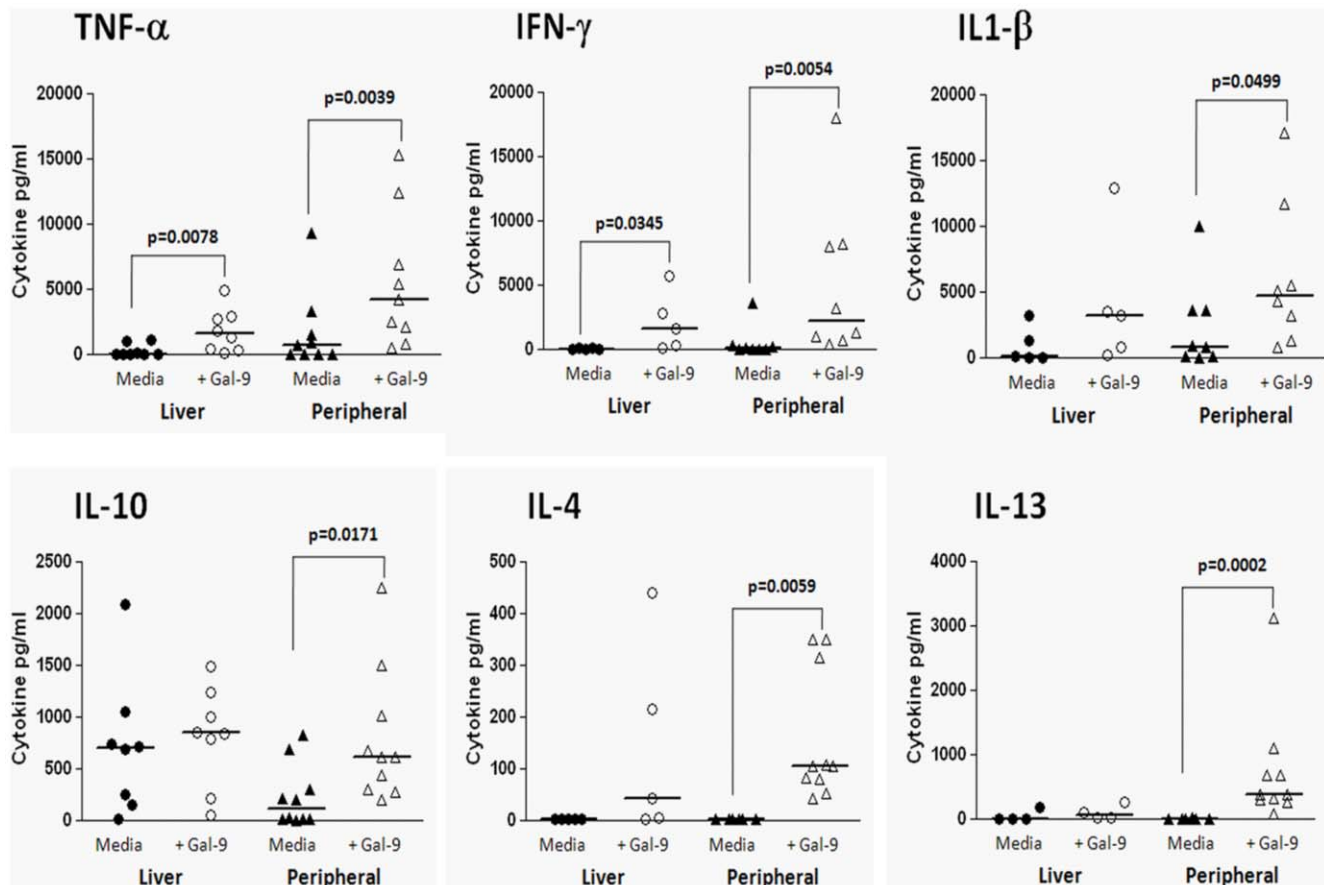 TNF-α
IFN-γ
IL1-β
p=0.0039
p=0.0078
20000
15000
10000
5000
0
Cytokine pg/ml
Media
+ Gal-9
Media
+ Gal-9
Liver
Peripheral
p=0.0054
p=0.0345
20000
15000
10000
5000
0
Cytokine pg/ml
Media
+ Gal-9
Media
+ Gal-9
Liver
Peripheral
p=0.0499
20000
15000
10000
5000
0
Cytokine pg/ml
Media
+ Gal-9
Media
+ Gal-9
Liver
Peripheral
IL-10
IL-4
IL-13
p=0.0171
2500
2000
1500
1000
500
0
Cytokine pg/ml
Media
+ Gal-9
Media
+ Gal-9
Liver
Peripheral
p=0.0059
500
400
300
200
100
0
Cytokine pg/ml
Media
+ Gal-9
Media
+ Gal-9
Liver
Peripheral
p=0.0002
4000
3000
2000
1000
0
Cytokine pg/ml
Media
+ Gal-9
Media
+ Gal-9
Liver
Peripheral